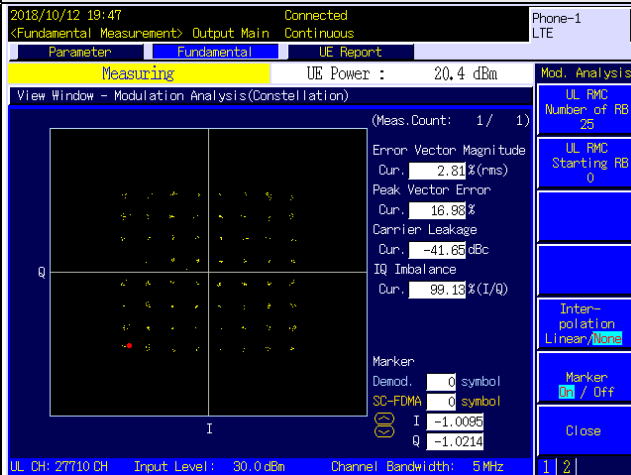 2018/10/12 19:47 Connected
<Fundamental Measurement> Output Main Continuous
Phone-1
LTE
Parameter Fundamental UE Report
Measuring UE Power : 20.4 dBm
Mod. Analysis
View Window - Modulation Analysis(Constellation)
(Meas.Count: 1/ 1)
Error Vector Magnitude
Cur. 2.81 %(rms)
Peak Vector Error
Cur. 16.98 %
Carrier Leakage
Cur. -41.65 dBc
IQ Imbalance
Cur. 99.13 %(I/Q)
Q
I
Marker
Demod. 0 symbol
SC-FDMA 0 symbol
I -1.0095
Q -1.0214
UL RMC
Number of RB
25
UL RMC
Starting RB
0
Inter-
polation
Linear/None
Marker
On / Off
Close
1 2
UL CH: 27710 CH Input Level: 30.0 dBm Channel Bandwidth: 5 MHz